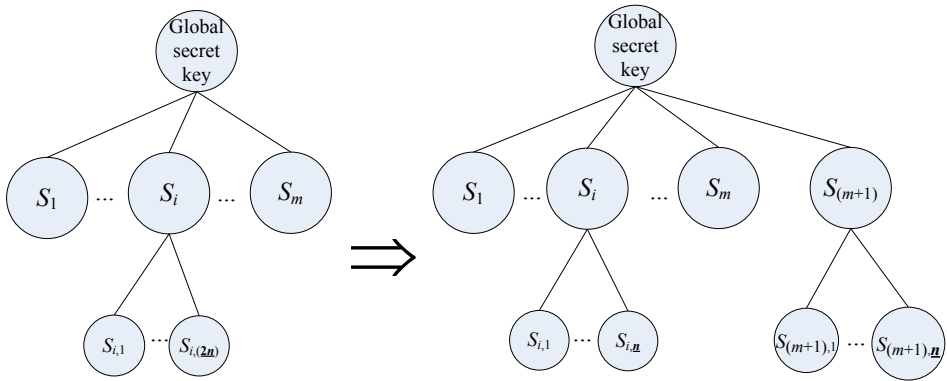 Global
secret
key
Global
secret
key
S1 ... Si ... Sm
S1 ... Si ... Sm S(m+1)
⇒
Si,1 ... Si,(2n)
Si,1 ... Si,n
S(m+1),1 ... S(m+1),n